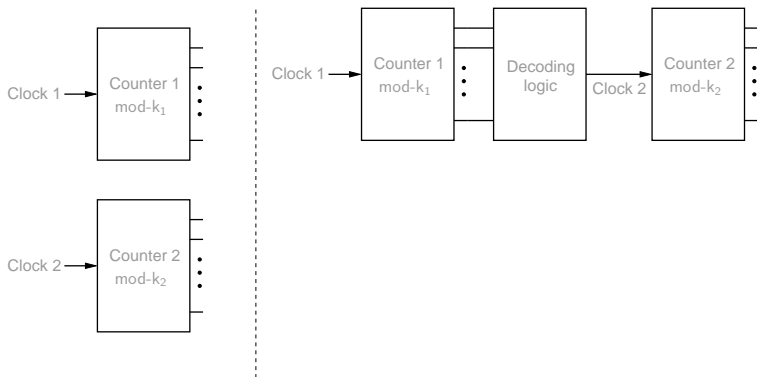 Clock 1
Counter 1
mod-k₁
Clock 2
Counter 2
mod-k₂
Clock 1
Counter 1
mod-k₁
Decoding
logic
Clock 2
Counter 2
mod-k₂